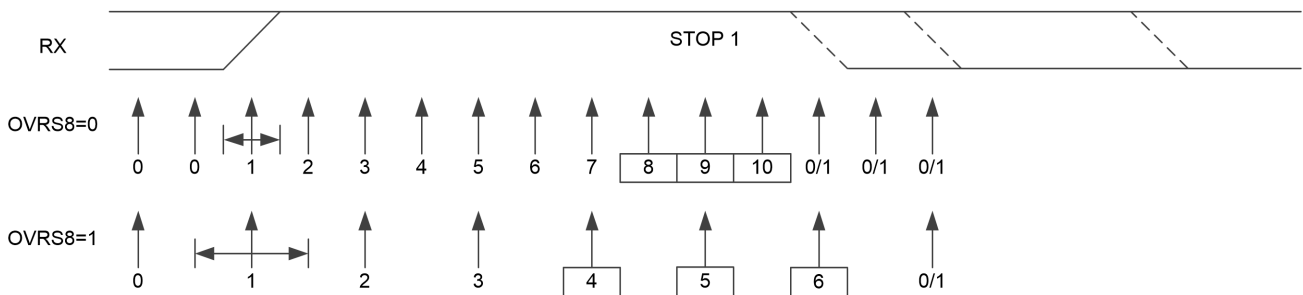 RX STOP 1
OVRS8=0
0 0 1 2 3 4 5 6 7 8 9 10 0/1 0/1 0/1
OVRS8=1
0 1 2 3 4 5 6 0/1